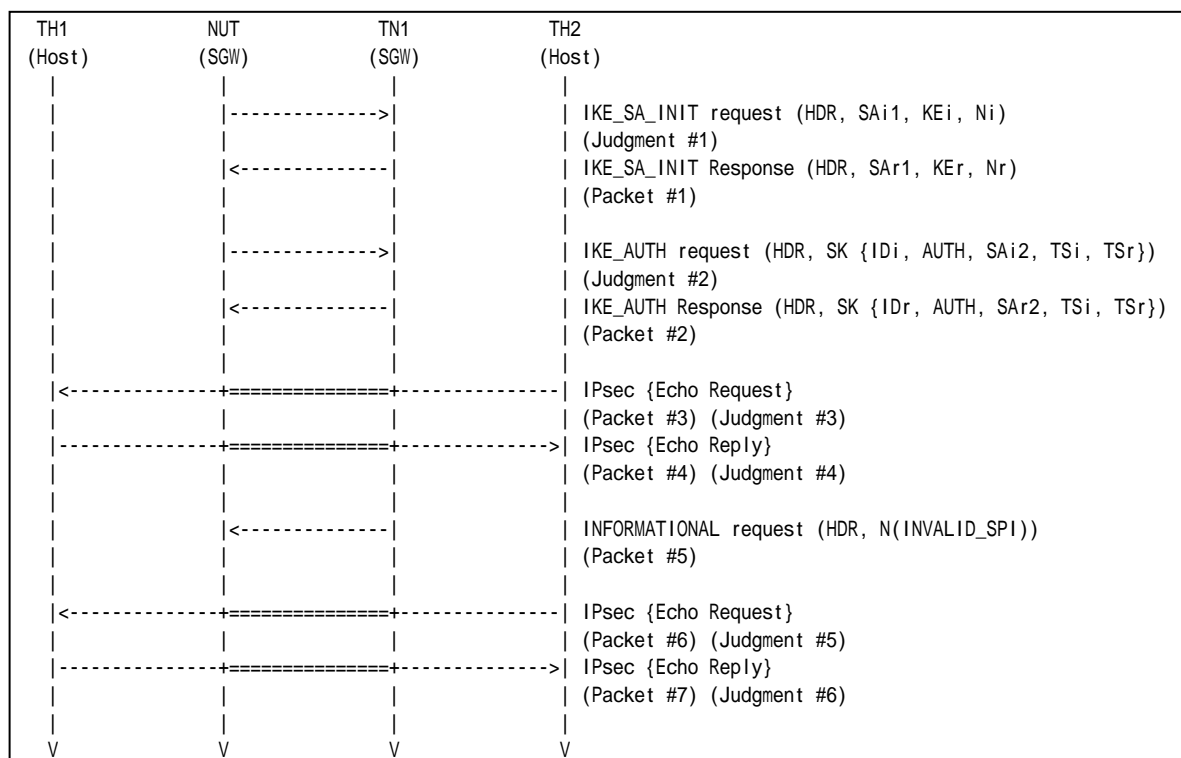 TH1 NUT TN1 TH2
(Host) (SGW) (SGW) (Host)
| | | |
| |-------------->| | IKE_SA_INIT request (HDR, SAi1, KEi, Ni)
| | | | (Judgment #1)
| |<--------------| | IKE_SA_INIT Response (HDR, SAr1, KEr, Nr)
| | | | (Packet #1)
| | | |
| |-------------->| | IKE_AUTH request (HDR, SK {IDi, AUTH, SAi2, TSi, TSr})
| | | | (Judgment #2)
| |<--------------| | IKE_AUTH Response (HDR, SK {IDr, AUTH, SAr2, TSi, TSr})
| | | | (Packet #2)
| | | |
|<--------------+===============+--------------| IPsec {Echo Request}
| | | | (Packet #3) (Judgment #3)
|---------------+===============+------------->| IPsec {Echo Reply}
| | | | (Packet #4) (Judgment #4)
| | | |
| |<--------------| | INFORMATIONAL request (HDR, N(INVALID_SPI))
| | | | (Packet #5)
| | | |
|<--------------+===============+--------------| IPsec {Echo Request}
| | | | (Packet #6) (Judgment #5)
|---------------+===============+------------->| IPsec {Echo Reply}
| | | | (Packet #7) (Judgment #6)
| | | |
V V V V